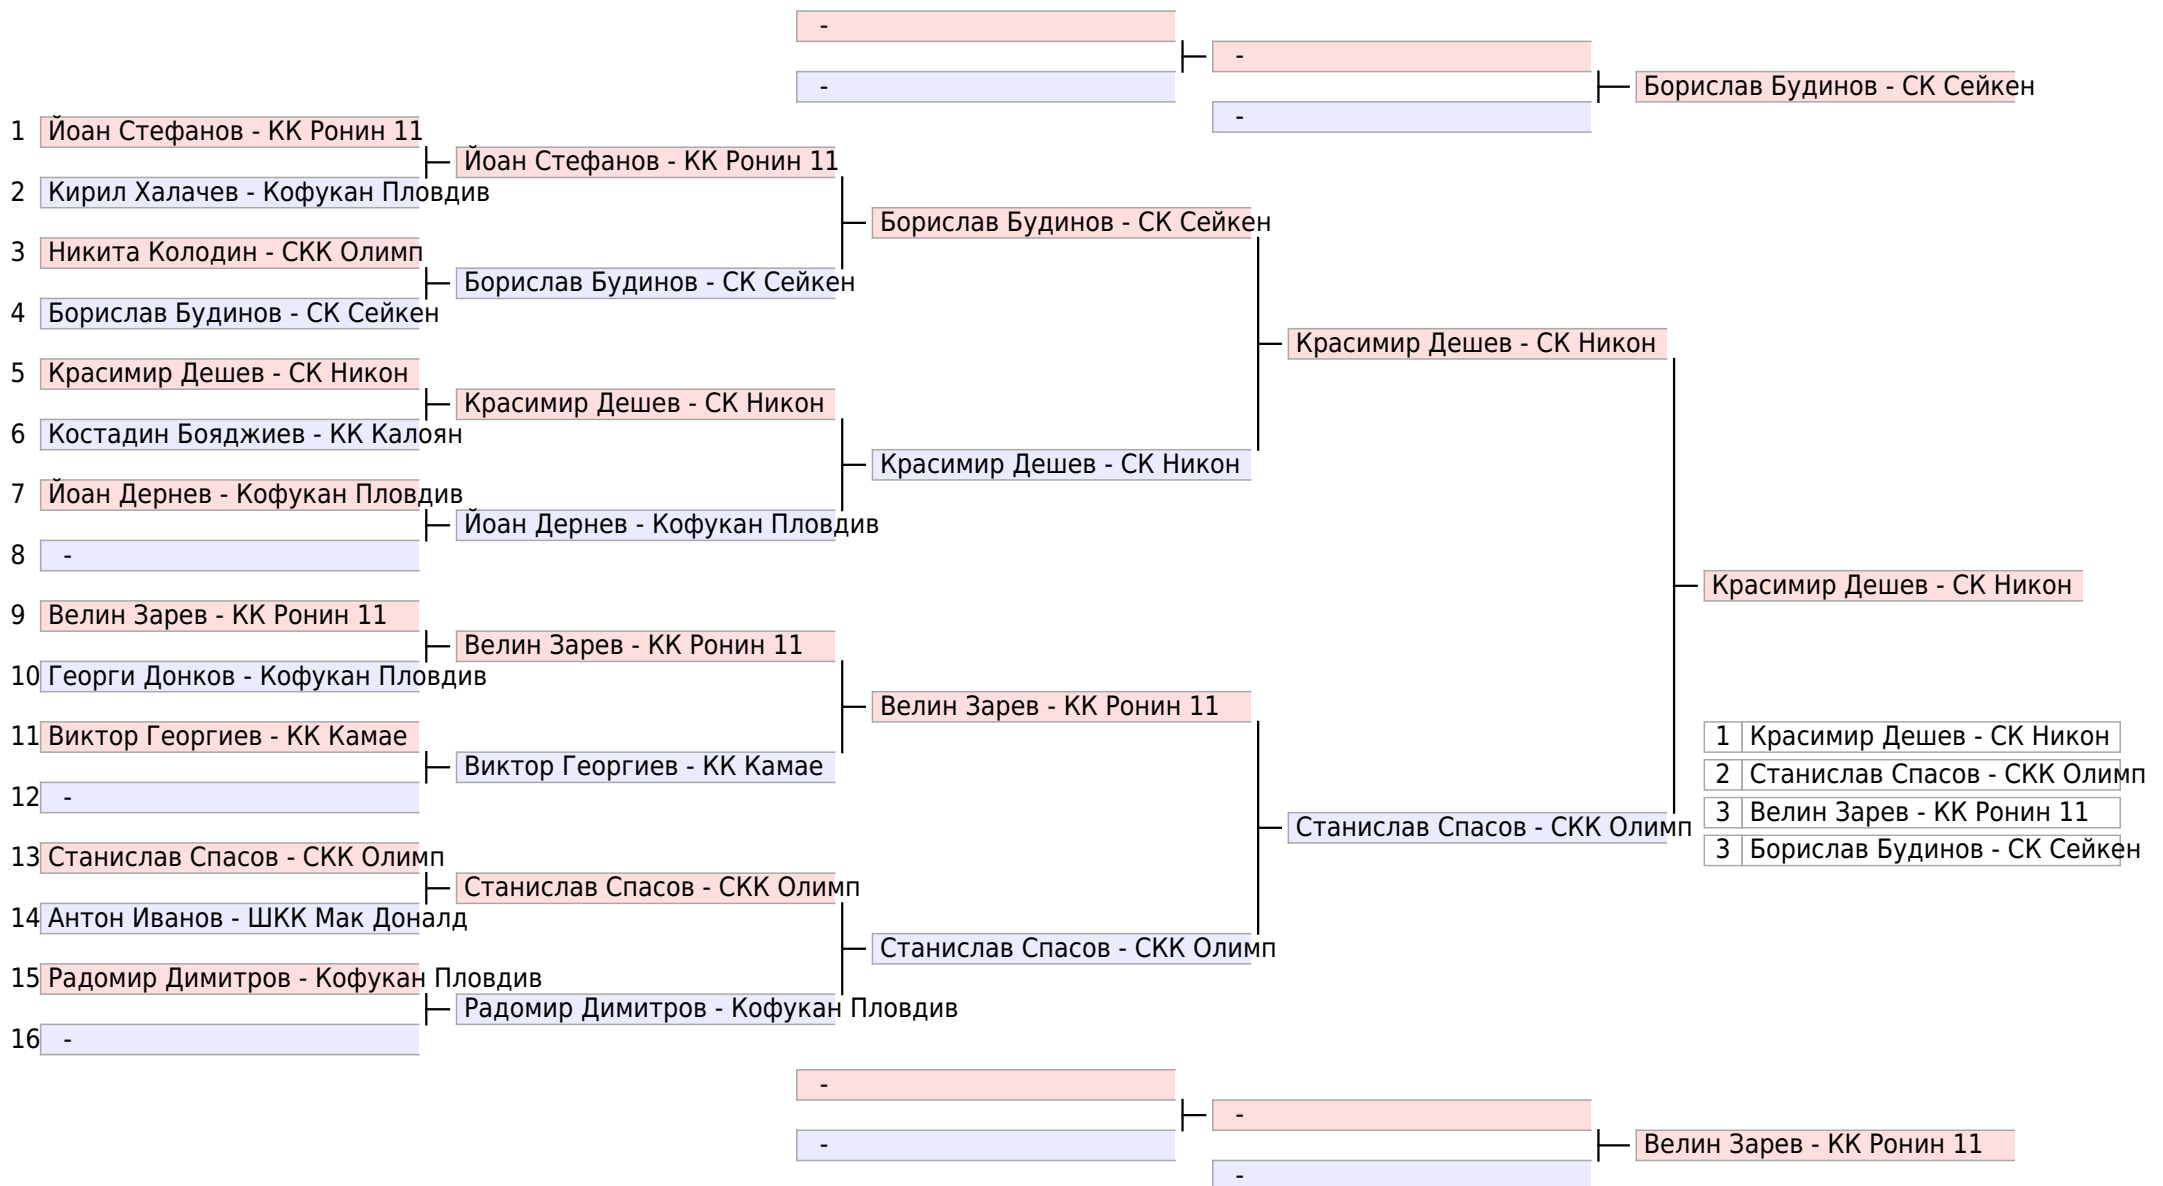 -
-
-
-
Борислав Будинов - СК Сейкен
1 Йоан Стефанов - КК Ронин 11
Йоан Стефанов - КК Ронин 11
2 Кирил Халачев - Кофукан Пловдив
Борислав Будинов - СК Сейкен
3 Никита Колодин - СКК Олимп
Борислав Будинов - СК Сейкен
4 Борислав Будинов - СК Сейкен
Красимир Дешев - СК Никон
5 Красимир Дешев - СК Никон
Красимир Дешев - СК Никон
6 Костадин Бояджиев - КК Калоян
Красимир Дешев - СК Никон
7 Йоан Дернев - Кофукан Пловдив
Йоан Дернев - Кофукан Пловдив
8 -
Красимир Дешев - СК Никон
9 Велин Зарев - КК Ронин 11
Велин Зарев - КК Ронин 11
10 Георги Донков - Кофукан Пловдив
Велин Зарев - КК Ронин 11
11 Виктор Георгиев - КК Камае
1 Красимир Дешев - СК Никон
Виктор Георгиев - КК Камае
2 Станислав Спасов - СКК Олимп
12 -
3 Велин Зарев - КК Ронин 11
Станислав Спасов - СКК Олимп
3 Борислав Будинов - СК Сейкен
13 Станислав Спасов - СКК Олимп
Станислав Спасов - СКК Олимп
14 Антон Иванов - ШКК Мак Доналд
Станислав Спасов - СКК Олимп
15 Радомир Димитров - Кофукан Пловдив
Радомир Димитров - Кофукан Пловдив
16 -
-
-
-
Велин Зарев - КК Ронин 11
-